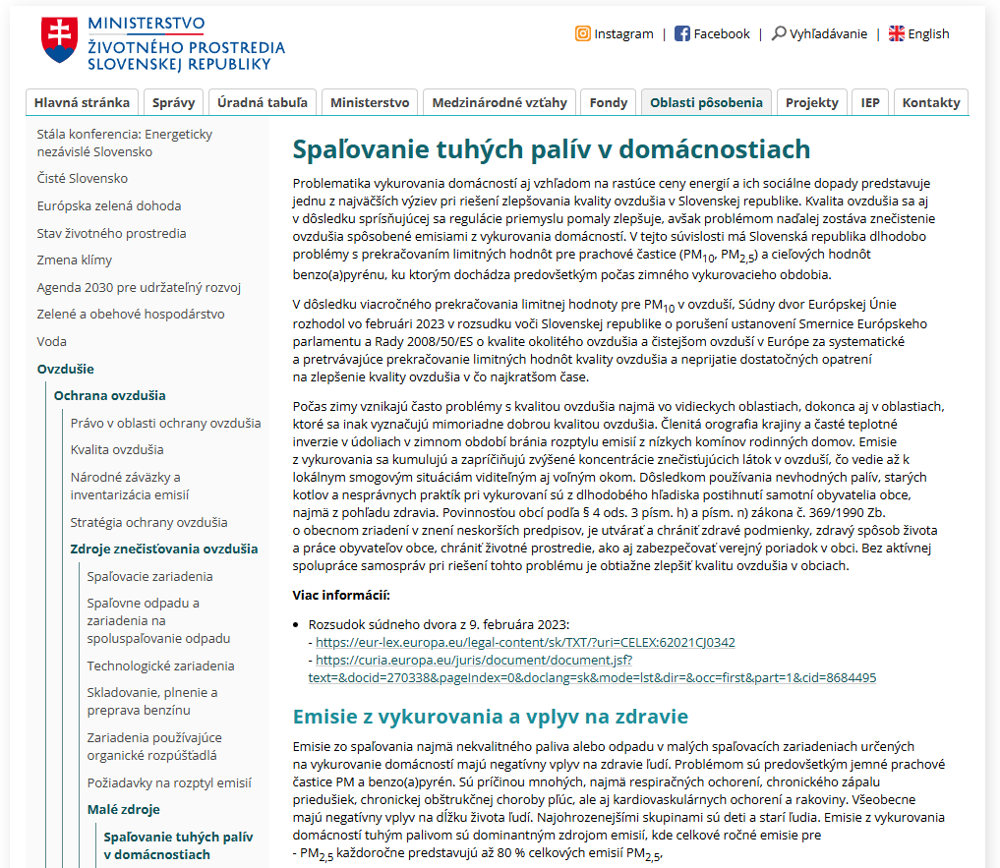 MINISTERSTVO
ŽIVOTNÉHO PROSTREDIA
SLOVENSKEJ REPUBLIKY
Instagram | Facebook | Vyhľadávanie | English
Hlavná stránka Správy Úradná tabuľa Ministerstvo Medzinárodné vzťahy Fondy Oblasti pôsobenia Projekty IEP Kontakty
Stála konferencia: Energeticky
nezávislé Slovensko
Čisté Slovensko
Európska zelená dohoda
Stav životného prostredia
Zmena klímy
Agenda 2030 pre udržateľný rozvoj
Zelené a obehové hospodárstvo
Voda
Ovzdušie
Ochrana ovzdušia
Právo v oblasti ochrany ovzdušia
Kvalita ovzdušia
Národné záväzky a
inventarizácia emisií
Stratégia ochrany ovzdušia
Zdroje znečisťovania ovzdušia
Spaľovacie zariadenia
Spaľovne odpadu a
zariadenia na
spoluspaľovanie odpadu
Technologické zariadenia
Skladovanie, plnenie a
preprava benzínu
Zariadenia používajúce
organické rozpúšťadlá
Požiadavky na rozptyl emisií
Malé zdroje
Spaľovanie tuhých palív
v domácnostiach
Spaľovanie tuhých palív v domácnostiach
Problematika vykurovania domácností aj vzhľadom na rastúce ceny energií a ich sociálne dopady predstavuje
jednu z najväčších výziev pri riešení zlepšovania kvality ovzdušia v Slovenskej republike. Kvalita ovzdušia sa aj
v dôsledku sprísňujúcej sa regulácie priemyslu pomaly zlepšuje, avšak problémom naďalej zostáva znečistenie
ovzdušia spôsobené emisiami z vykurovania domácností. V tejto súvislosti má Slovenská republika dlhodobo
problémy s prekračovaním limitných hodnôt pre prachové častice (PM10, PM2,5) a cieľových hodnôt
benzo(a)pyrénu, ku ktorým dochádza predovšetkým počas zimného vykurovacieho obdobia.
V dôsledku viacročného prekračovania limitnej hodnoty pre PM10 v ovzduší, Súdny dvor Európskej Únie
rozhodol vo februári 2023 v rozsudku voči Slovenskej republike o porušení ustanovení Smernice Európskeho
parlamentu a Rady 2008/50/ES o kvalite okolitého ovzdušia a čistejšom ovzduší v Európe za systematické
a pretrvávajúce prekračovanie limitných hodnôt kvality ovzdušia a neprijatie dostatočných opatrení
na zlepšenie kvality ovzdušia v čo najkratšom čase.
Počas zimy vznikajú často problémy s kvalitou ovzdušia najmä vo vidieckych oblastiach, dokonca aj v oblastiach,
ktoré sa inak vyznačujú mimoriadne dobrou kvalitou ovzdušia. Členitá orografia krajiny a časté teplotné
inverzie v údoliach v zimnom období bránia rozptylu emisií z nízkych komínov rodinných domov. Emisie
z vykurovania sa kumulujú a zapríčiňujú zvýšené koncentrácie znečisťujúcich látok v ovzduší, čo vedie až k
lokálnym smogovým situáciám viditeľným aj voľným okom. Dôsledkom používania nevhodných palív, starých
kotlov a nesprávnych praktík pri vykurovaní sú z dlhodobého hľadiska postihnutí samotní obyvatelia obce,
najmä z pohľadu zdravia. Povinnosťou obcí podľa § 4 ods. 3 písm. h) a písm. n) zákona č. 369/1990 Zb.
o obecnom zriadení v znení neskorších predpisov, je utvárať a chrániť zdravé podmienky, zdravý spôsob života
a práce obyvateľov obce, chrániť životné prostredie, ako aj zabezpečovať verejný poriadok v obci. Bez aktívnej
spolupráce samospráv pri riešení tohto problému je obtiažne zlepšiť kvalitu ovzdušia v obciach.
Viac informácií:
• Rozsudok súdneho dvora z 9. februára 2023:
- https://eur-lex.europa.eu/legal-content/sk/TXT/?uri=CELEX:62021CJ0342
- https://curia.europa.eu/juris/document/document.jsf?
text=&docid=270338&pageIndex=0&doclang=sk&mode=lst&dir=&occ=first&part=1&cid=8684495
Emisie z vykurovania a vplyv na zdravie
Emisie zo spaľovania najmä nekvalitného paliva alebo odpadu v malých spaľovacích zariadeniach určených
na vykurovanie domácností majú negatívny vplyv na zdravie ľudí. Problémom sú predovšetkým jemné prachové
častice PM a benzo(a)pyrén. Sú príčinou mnohých, najmä respiračných ochorení, chronického zápalu
priedušiek, chronickej obštrukčnej choroby pľúc, ale aj kardiovaskulárnych ochorení a rakoviny. Všeobecne
majú negatívny vplyv na dĺžku života ľudí. Najohrozenejšími skupinami sú deti a starí ľudia. Emisie z vykurovania
domácností tuhým palivom sú dominantným zdrojom emisií, kde celkové ročné emisie pre
- PM2,5 každoročne predstavujú až 80 % celkových emisií PM2,5,